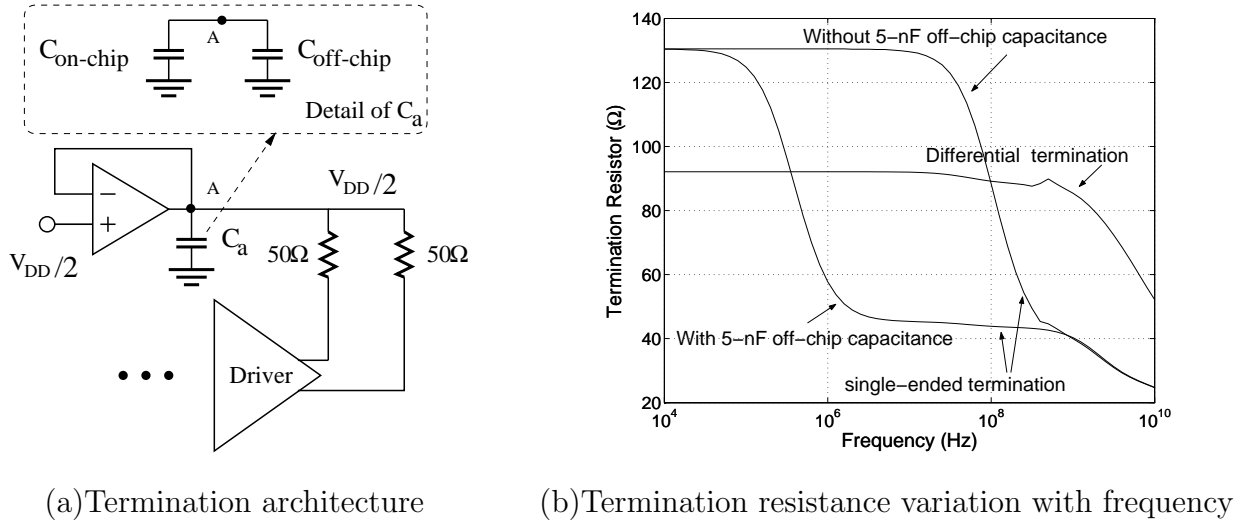 A
C_on-chip
C_off-chip
Detail of C_a
A
V_DD/2
−
+
V_DD/2
C_a
50Ω
50Ω
Driver
(a)Termination architecture
140
120
100
80
60
40
20
Termination Resistor (Ω)
Without 5−nF off−chip capacitance
Differential termination
With 5−nF off−chip capacitance
single−ended termination
10^4
10^6
10^8
10^10
Frequency (Hz)
(b)Termination resistance variation with frequency